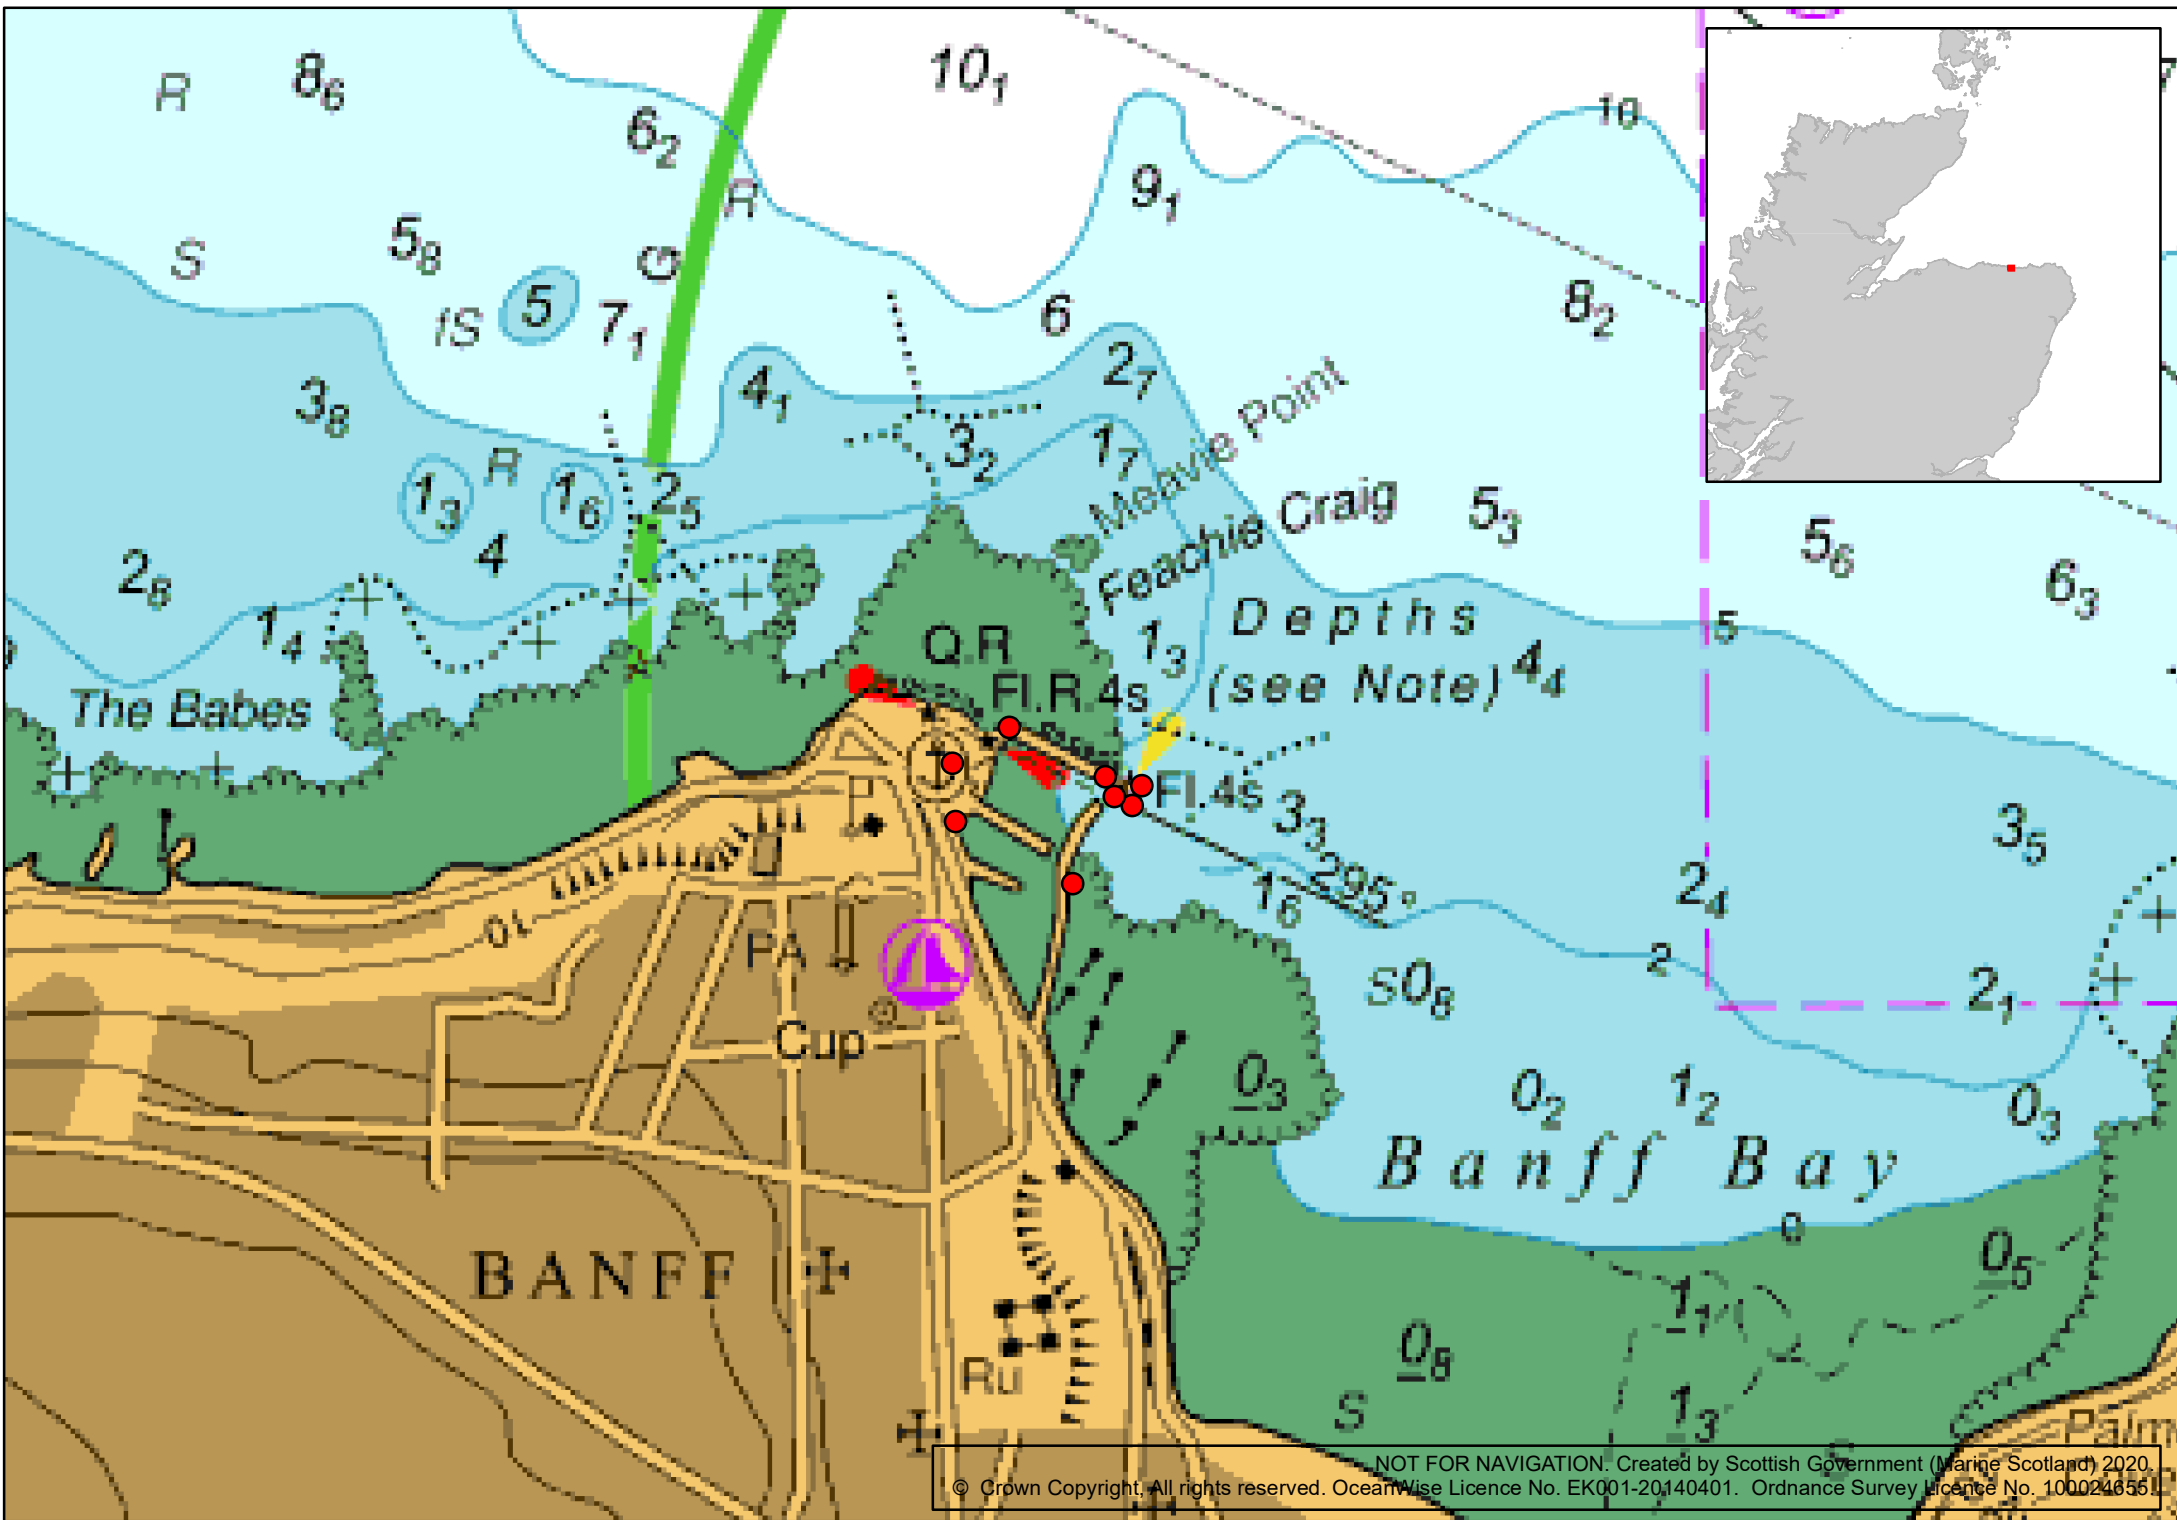 R
8₆
10₁
6₂
10
R
9₁
S
5₈
G
5
IS
7₁
6
8₂
2₇
3₈
4₁
3₂
1₇
Meavie Point
R
1₃
1₆
2₅
Feachie Craig
5₃
5₆
4
2₈
6₃
1₄
Depths
5
Q.R
1₃
(see Note)
4₄
Fl.R.4s
The Babes
P
Fl.4s
3₃
3₅
295°
1₆
2₄
10
PA
2
S
0₈
2₁
Cup
0₃
0₂
1₂
0₃
Banff Bay
0
0₅
BANFF
1₁
0₈
Ru
S
1₃
Palm
NOT FOR NAVIGATION. Created by Scottish Government (Marine Scotland) 2020.
© Crown Copyright, All rights reserved. OceanWise Licence No. EK001-20140401. Ordnance Survey Licence No. 100024655.